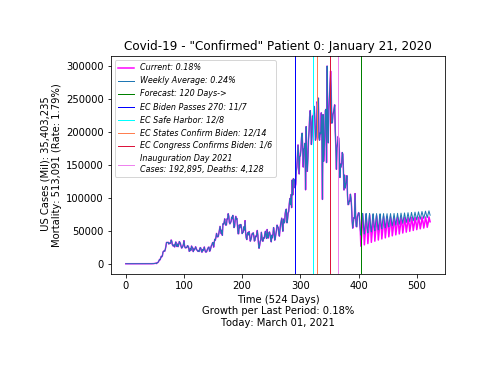 Covid-19 - "Confirmed" Patient 0: January 21, 2020
US Cases (Mil): 35,403,235
Mortality: 513,091 (Rate: 1.79%)
300000
250000
200000
150000
100000
50000
0
Current: 0.18%
Weekly Average: 0.24%
Forecast: 120 Days->
EC Biden Passes 270: 11/7
EC Safe Harbor: 12/8
EC States Confirm Biden: 12/14
EC Congress Confirms Biden: 1/6
Inauguration Day 2021
Cases: 192,895, Deaths: 4,128
0 100 200 300 400 500
Time (524 Days)
Growth per Last Period: 0.18%
Today: March 01, 2021